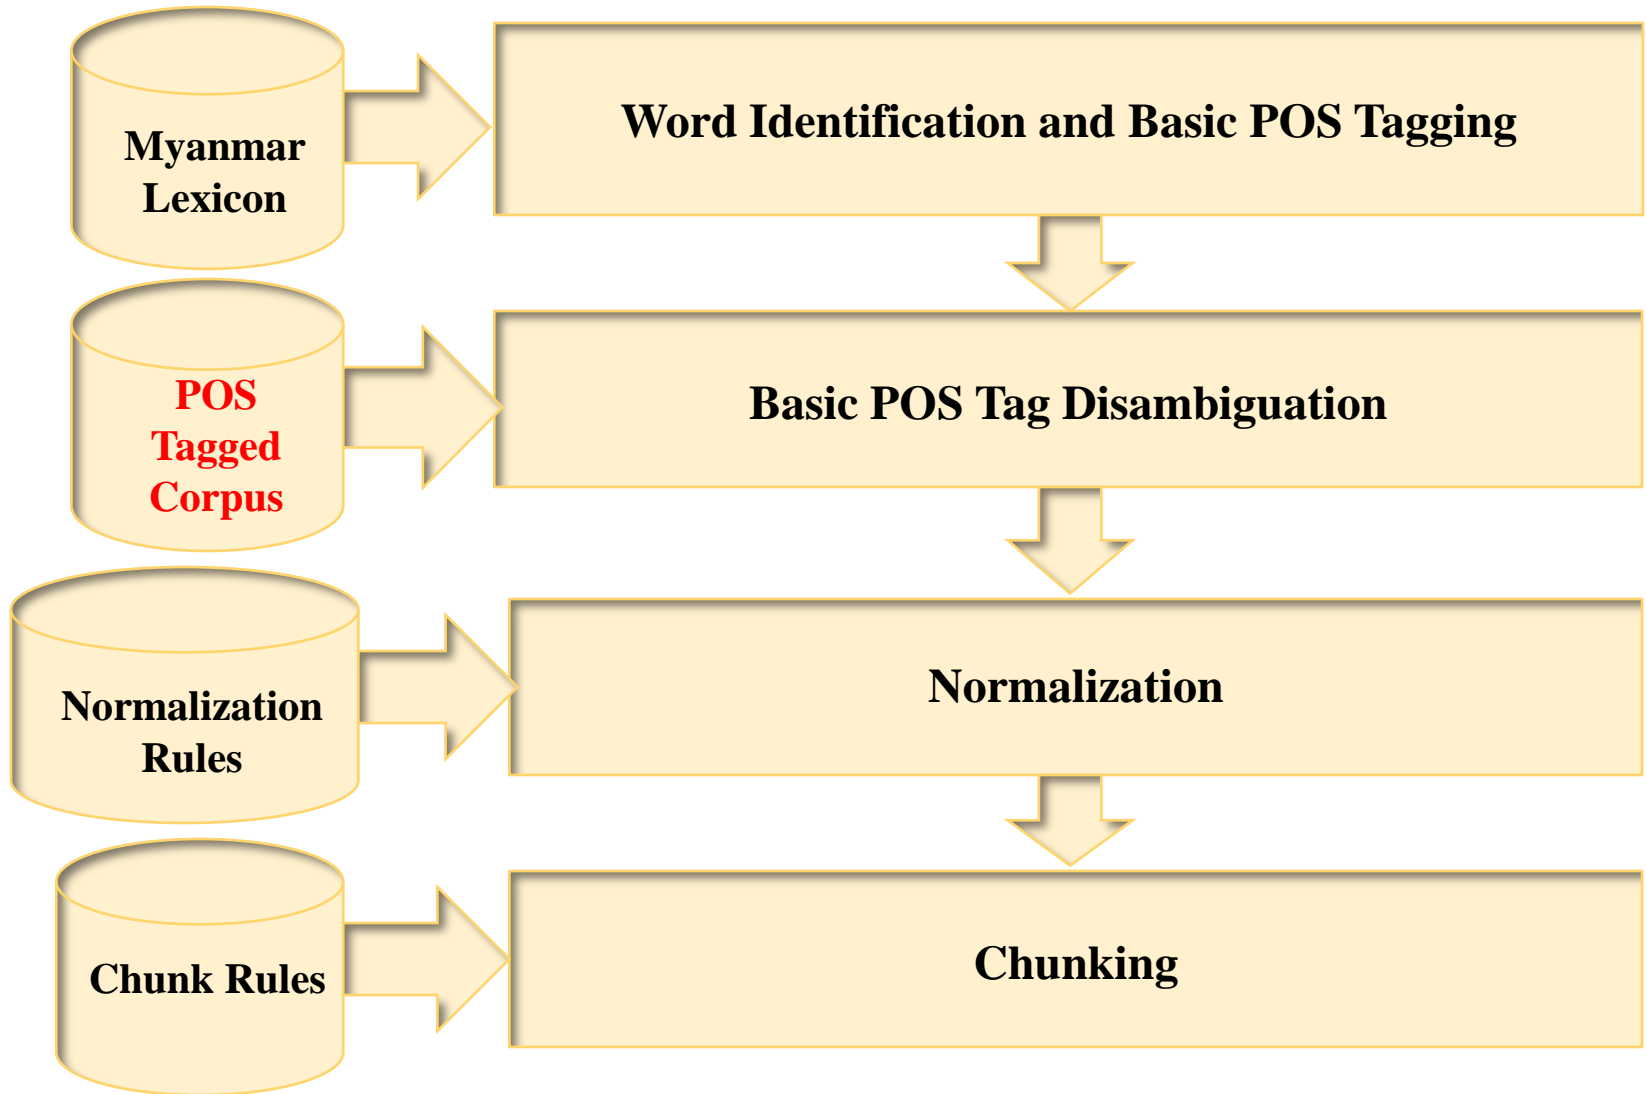 Myanmar
Lexicon
Word Identification and Basic POS Tagging
POS
Tagged
Corpus
Basic POS Tag Disambiguation
Normalization
Rules
Normalization
Chunk Rules
Chunking